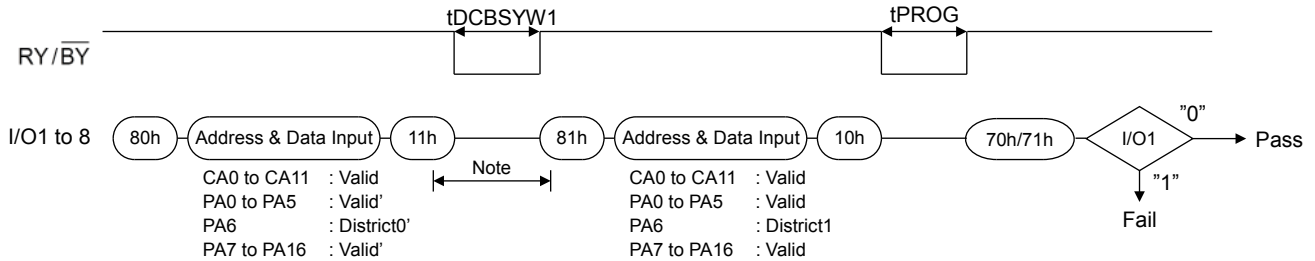 tDCBSYW1
tPROG
RY/BY
I/O1 to 8
80h
Address & Data Input
11h
81h
Address & Data Input
10h
70h/71h
I/O1
”0”
Pass
”1”
Fail
Note
CA0 to CA11 : Valid
PA0 to PA5 : Valid’
PA6 : District0’
PA7 to PA16 : Valid’
CA0 to CA11 : Valid
PA0 to PA5 : Valid
PA6 : District1
PA7 to PA16 : Valid